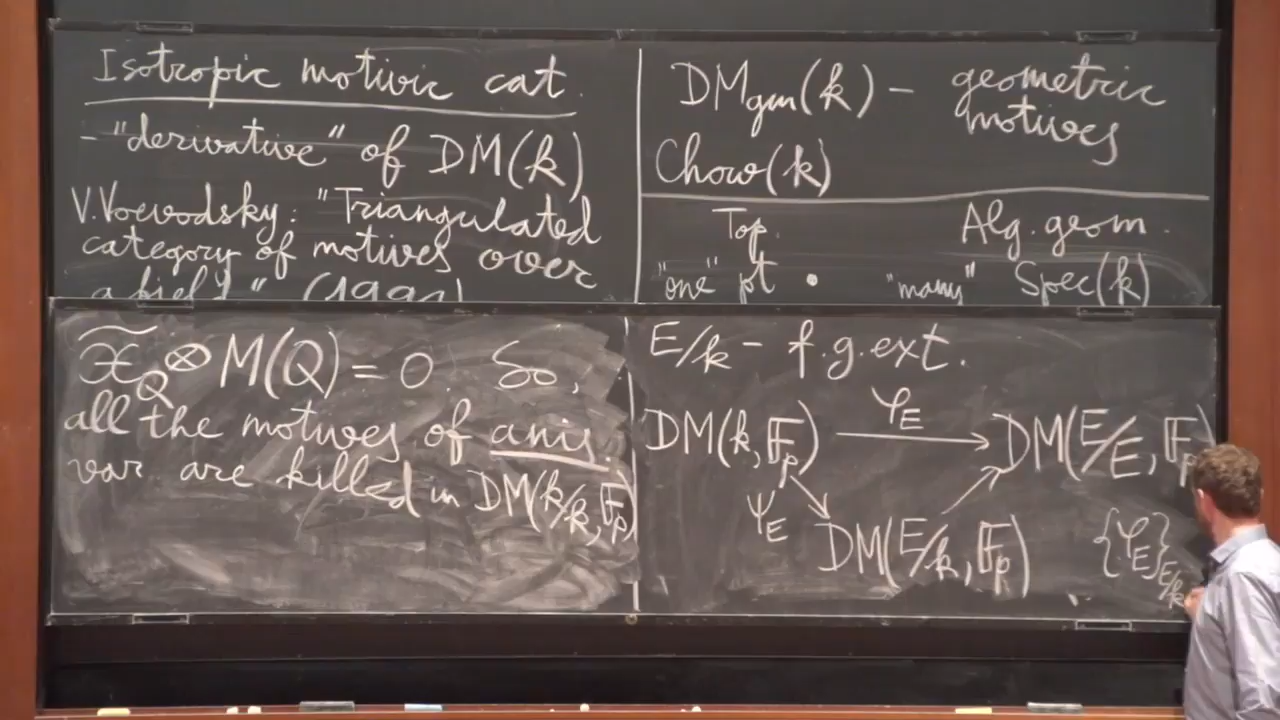 Isotropic motivic cat.
- "derivative" of DM(k)
V.Voevodsky: "Triangulated
category of motives over
a field" (199
DMgm(k) - geometric
motives
Chow(k)
Top. Alg. geom.
"one" pt • "many" Spec(k)
𝒳̃_Q ⊗ M(Q) = 0. So,
all the motives of anis.
var are killed in DM(k/k, 𝔽_p)
E/k - f.g. ext.
DM(k, 𝔽_p) → φ_E DM(E/E, 𝔽_p
ψ_E DM(E/k, 𝔽_p) {φ_E}_E/k